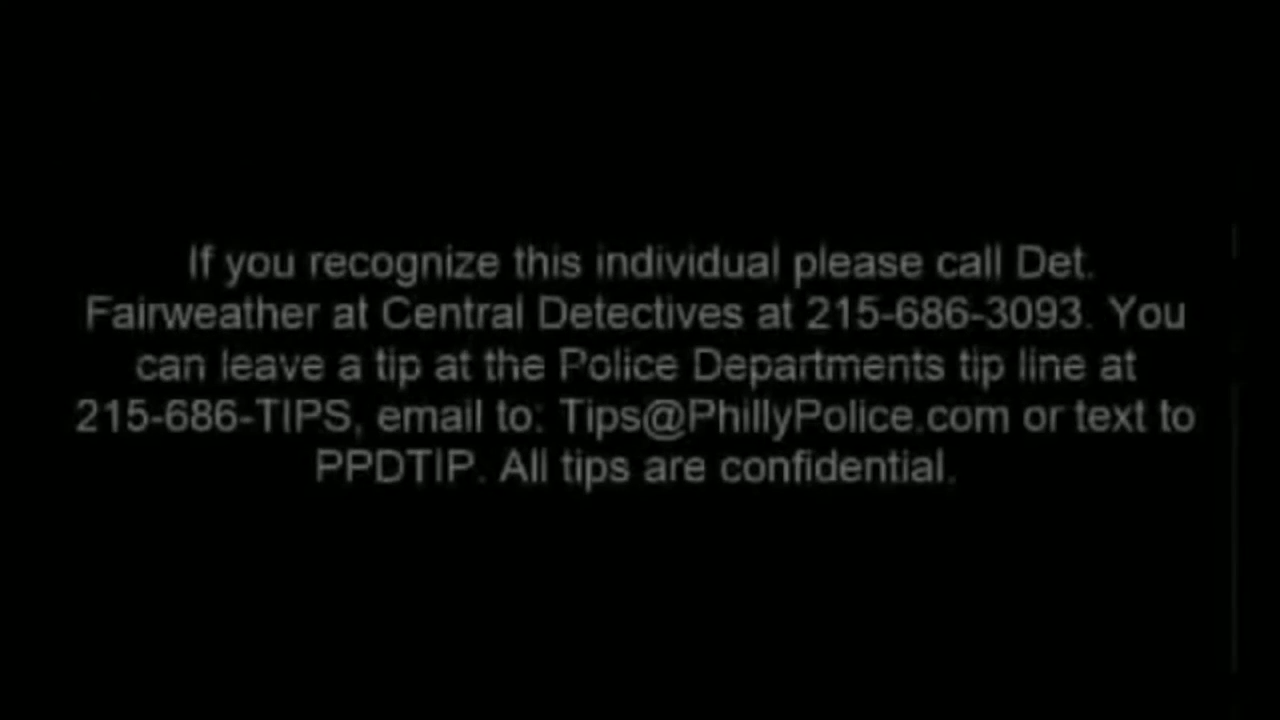 If you recognize this individual please call Det.
Fairweather at Central Detectives at 215-686-3093. You
can leave a tip at the Police Departments tip line at
215-686-TIPS, email to: Tips@PhillyPolice.com or text to
PPDTIP. All tips are confidential.